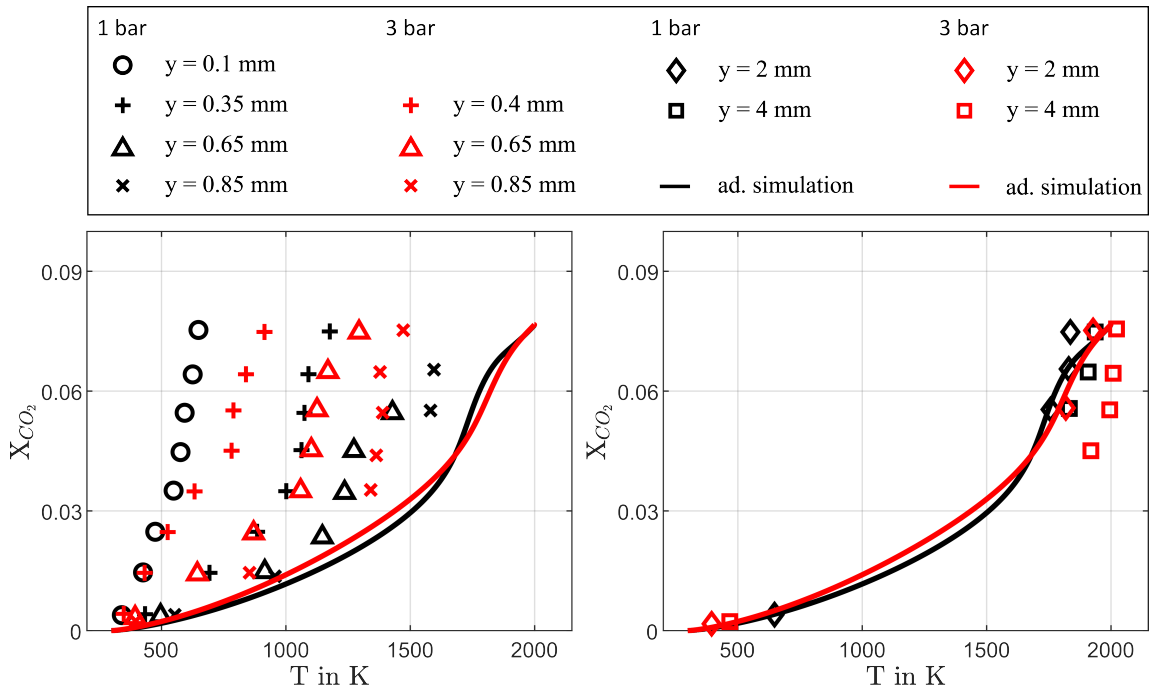 1 bar 3 bar 1 bar 3 bar
y = 0.1 mm y = 2 mm y = 2 mm
y = 0.35 mm y = 0.4 mm y = 4 mm y = 4 mm
y = 0.65 mm y = 0.65 mm
y = 0.85 mm y = 0.85 mm ad. simulation ad. simulation
0.09 0.09
0.06 0.06
X_{CO_2} X_{CO_2}
0.03 0.03
0 0
500 1000 1500 2000 500 1000 1500 2000
T in K T in K